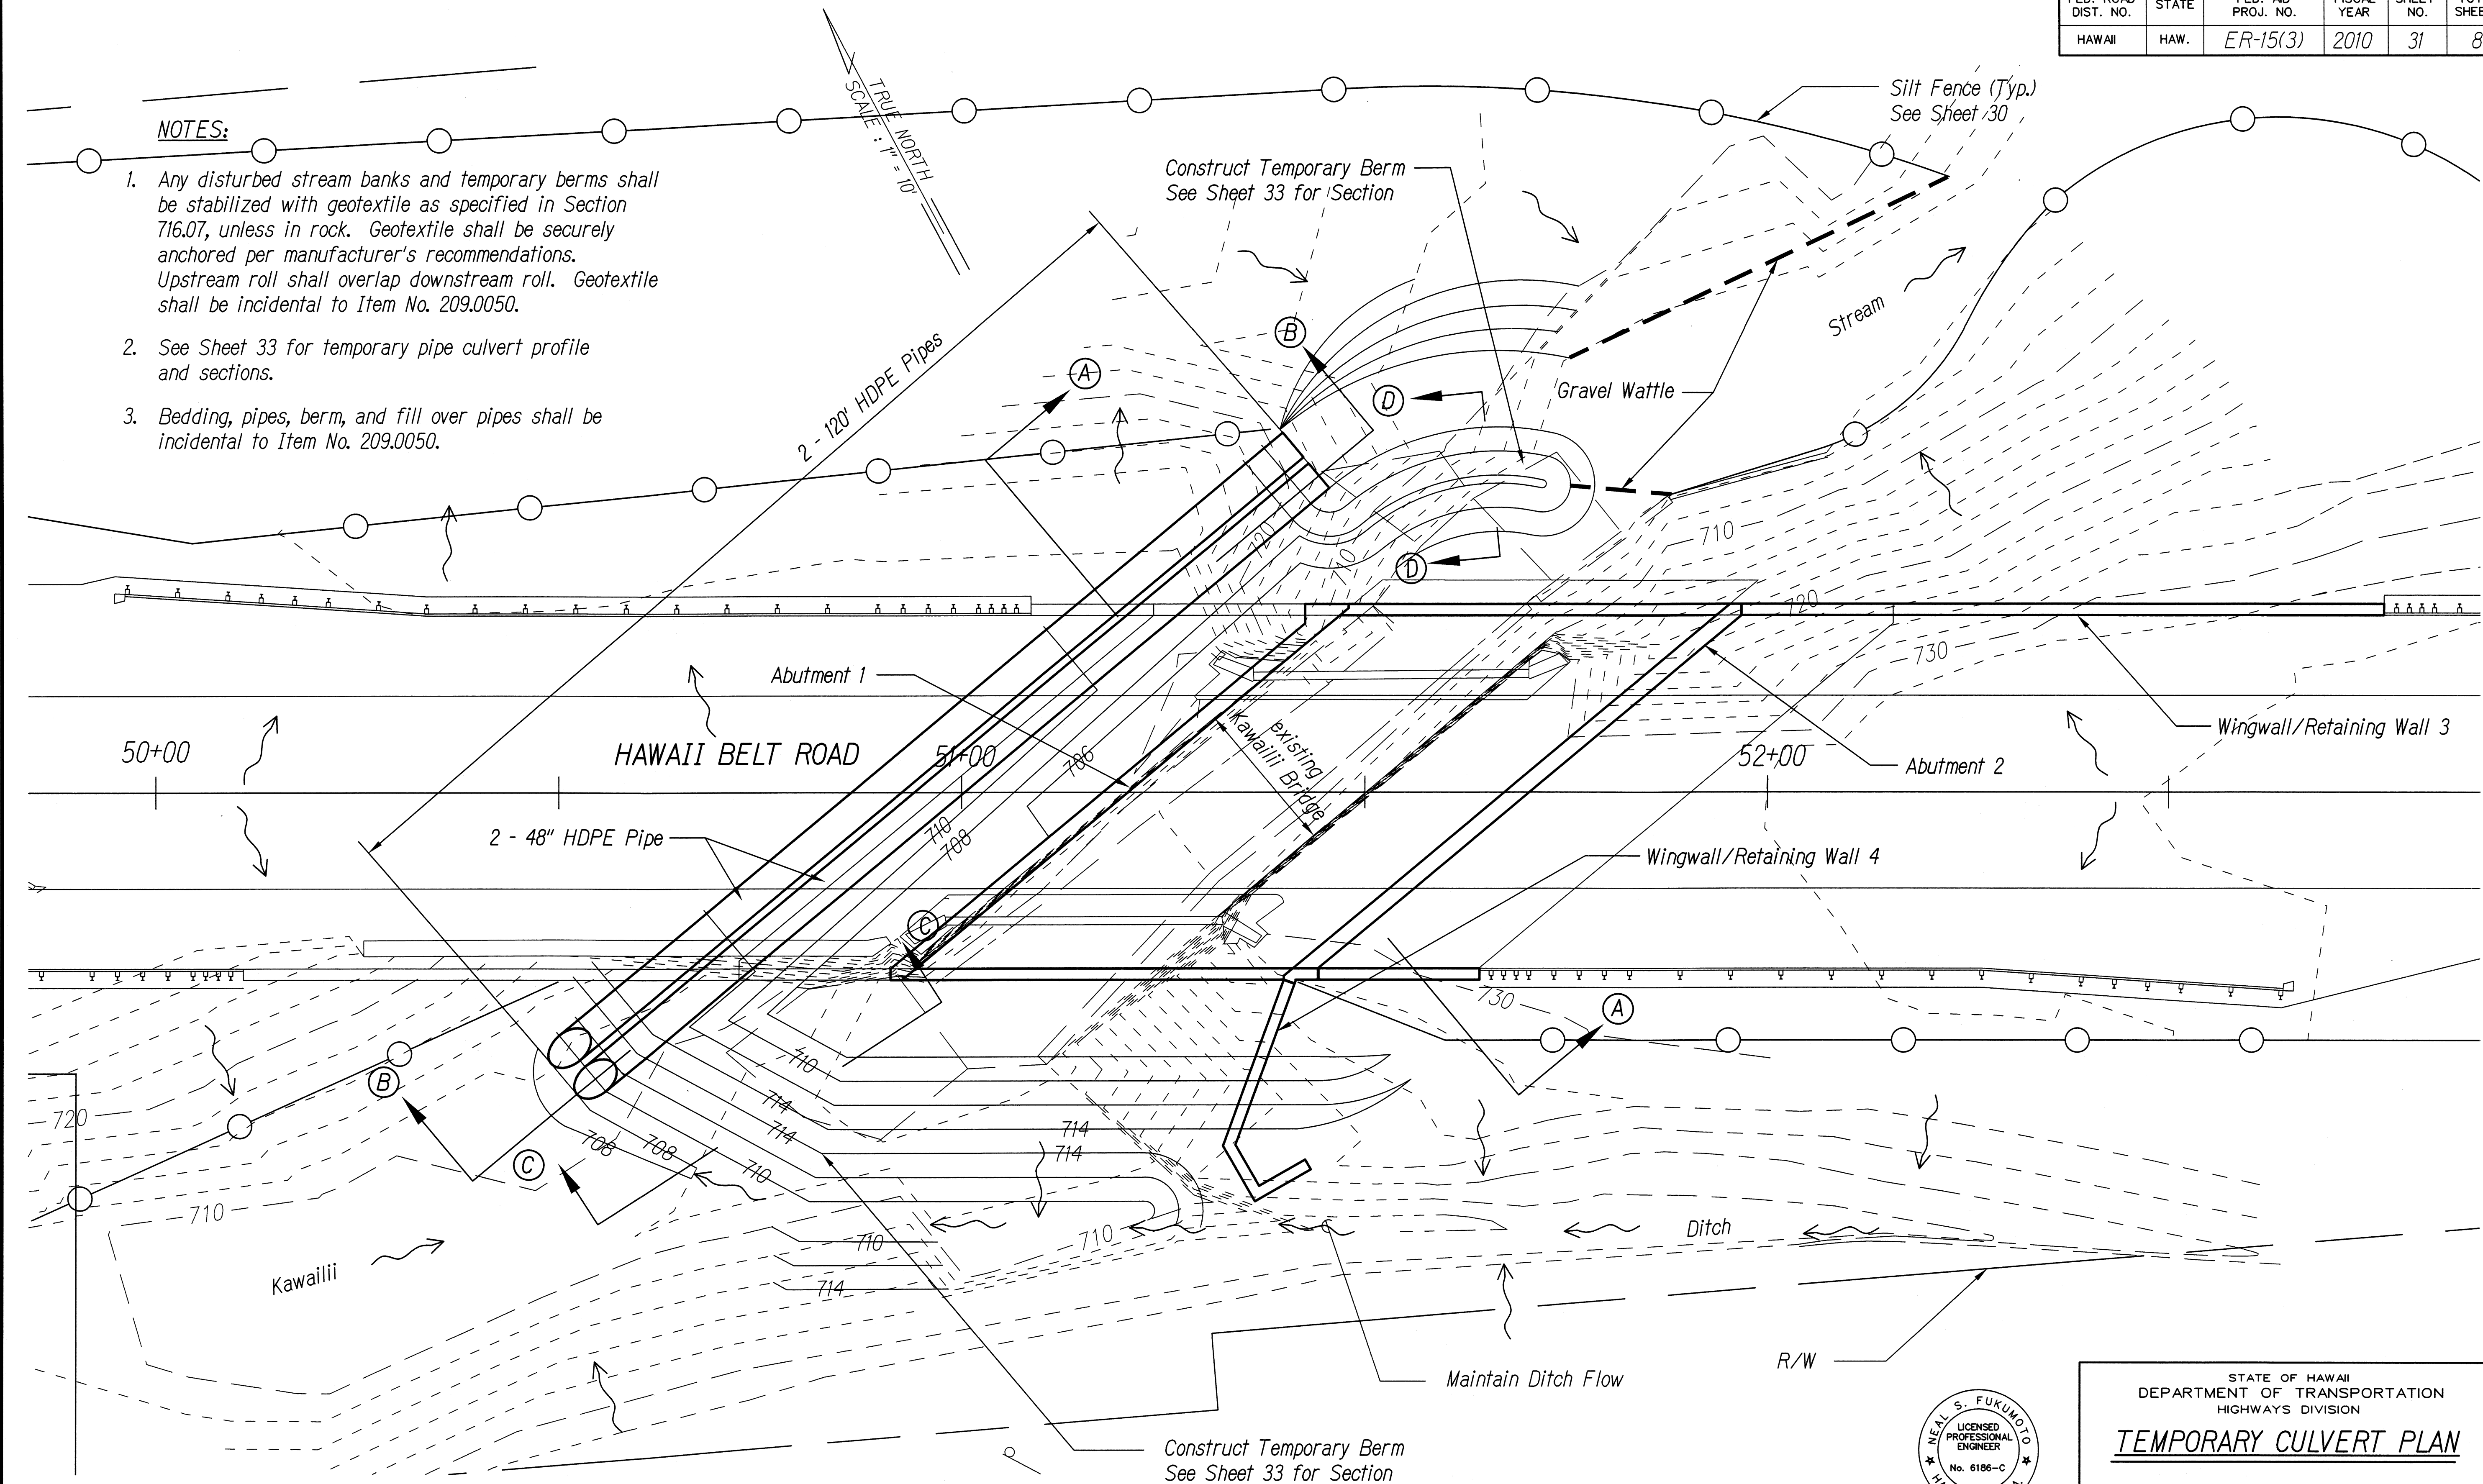 FED. ROAD DIST. NO.
STATE
FED. AID PROJ. NO.
FISCAL YEAR
SHEET NO.
HAWAII
HAW.
ER-15(3)
2010
31
TRUE NORTH
SCALE : 1" = 10'
NOTES:
1. Any disturbed stream banks and temporary berms shall
be stabilized with geotextile as specified in Section
716.07, unless in rock. Geotextile shall be securely
anchored per manufacturer's recommendations.
Upstream roll shall overlap downstream roll. Geotextile
shall be incidental to Item No. 209.0050.
2. See Sheet 33 for temporary pipe culvert profile
and sections.
3. Bedding, pipes, berm, and fill over pipes shall be
incidental to Item No. 209.0050.
Silt Fence (Typ.)
See Sheet 30
Construct Temporary Berm
See Sheet 33 for Section
Stream
2 - 120' HDPE Pipes
B
A
D
Gravel Wattle
720
710
D
710
720
730
Abutment 1
existing
Kawailii Bridge
Wingwall/Retaining Wall 3
50+00
HAWAII BELT ROAD
51+00
706
52+00
Abutment 2
2 - 48" HDPE Pipe
710
708
Wingwall/Retaining Wall 4
C
730
A
B
720
710
714
714
714
714
708
708
710
C
710
710
710
714
Ditch
Kawailii
Maintain Ditch Flow
R/W
Construct Temporary Berm
See Sheet 33 for Section
NEAL S. FUKUMOTO
LICENSED
PROFESSIONAL
ENGINEER
No. 6186-C
STATE OF HAWAII
DEPARTMENT OF TRANSPORTATION
HIGHWAYS DIVISION
TEMPORARY CULVERT PLAN